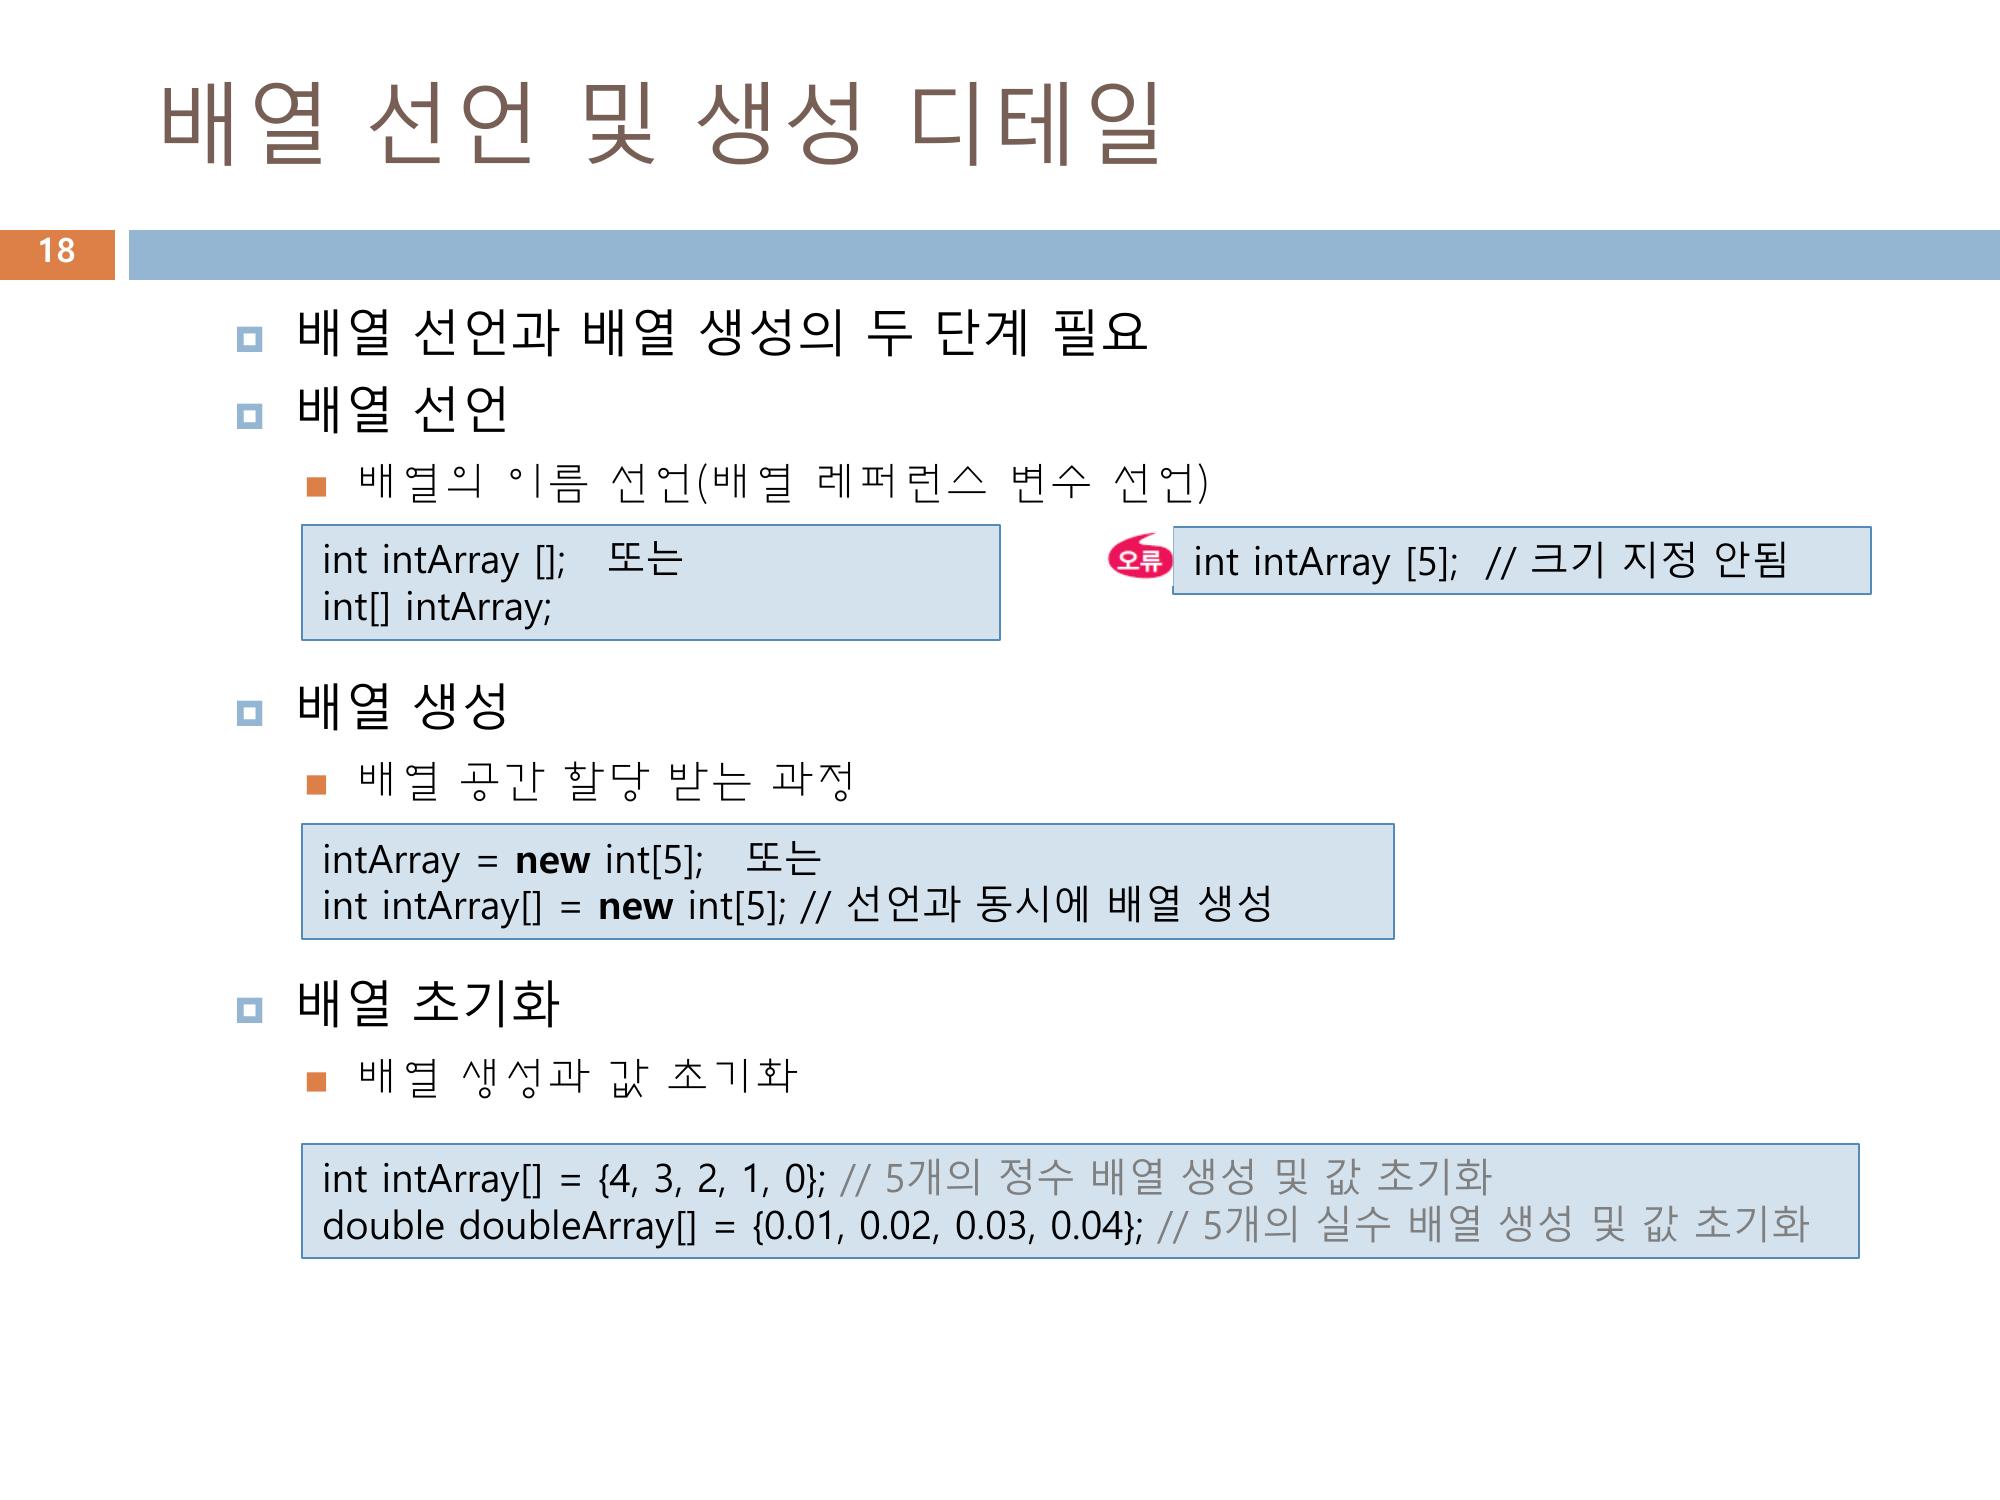 배열 선언 및 생성 디테일
18
배열 선언과 배열 생성의 두 단계 필요
배열 선언
배열의 이름 선언(배열 레퍼런스 변수 선언)
int intArray []; 또는
int[] intArray;
오류
int intArray [5]; // 크기 지정 안됨
배열 생성
배열 공간 할당 받는 과정
intArray = new int[5]; 또는
int intArray[] = new int[5]; // 선언과 동시에 배열 생성
배열 초기화
배열 생성과 값 초기화
int intArray[] = {4, 3, 2, 1, 0}; // 5개의 정수 배열 생성 및 값 초기화
double doubleArray[] = {0.01, 0.02, 0.03, 0.04}; // 5개의 실수 배열 생성 및 값 초기화